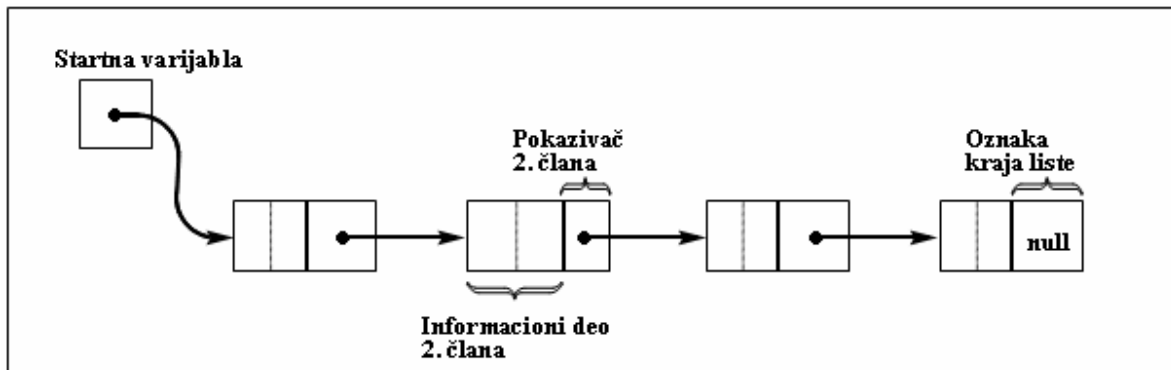 Startna varijabla
Pokazivač
2. člana
Oznaka
kraja liste
null
Informacioni deo
2. člana